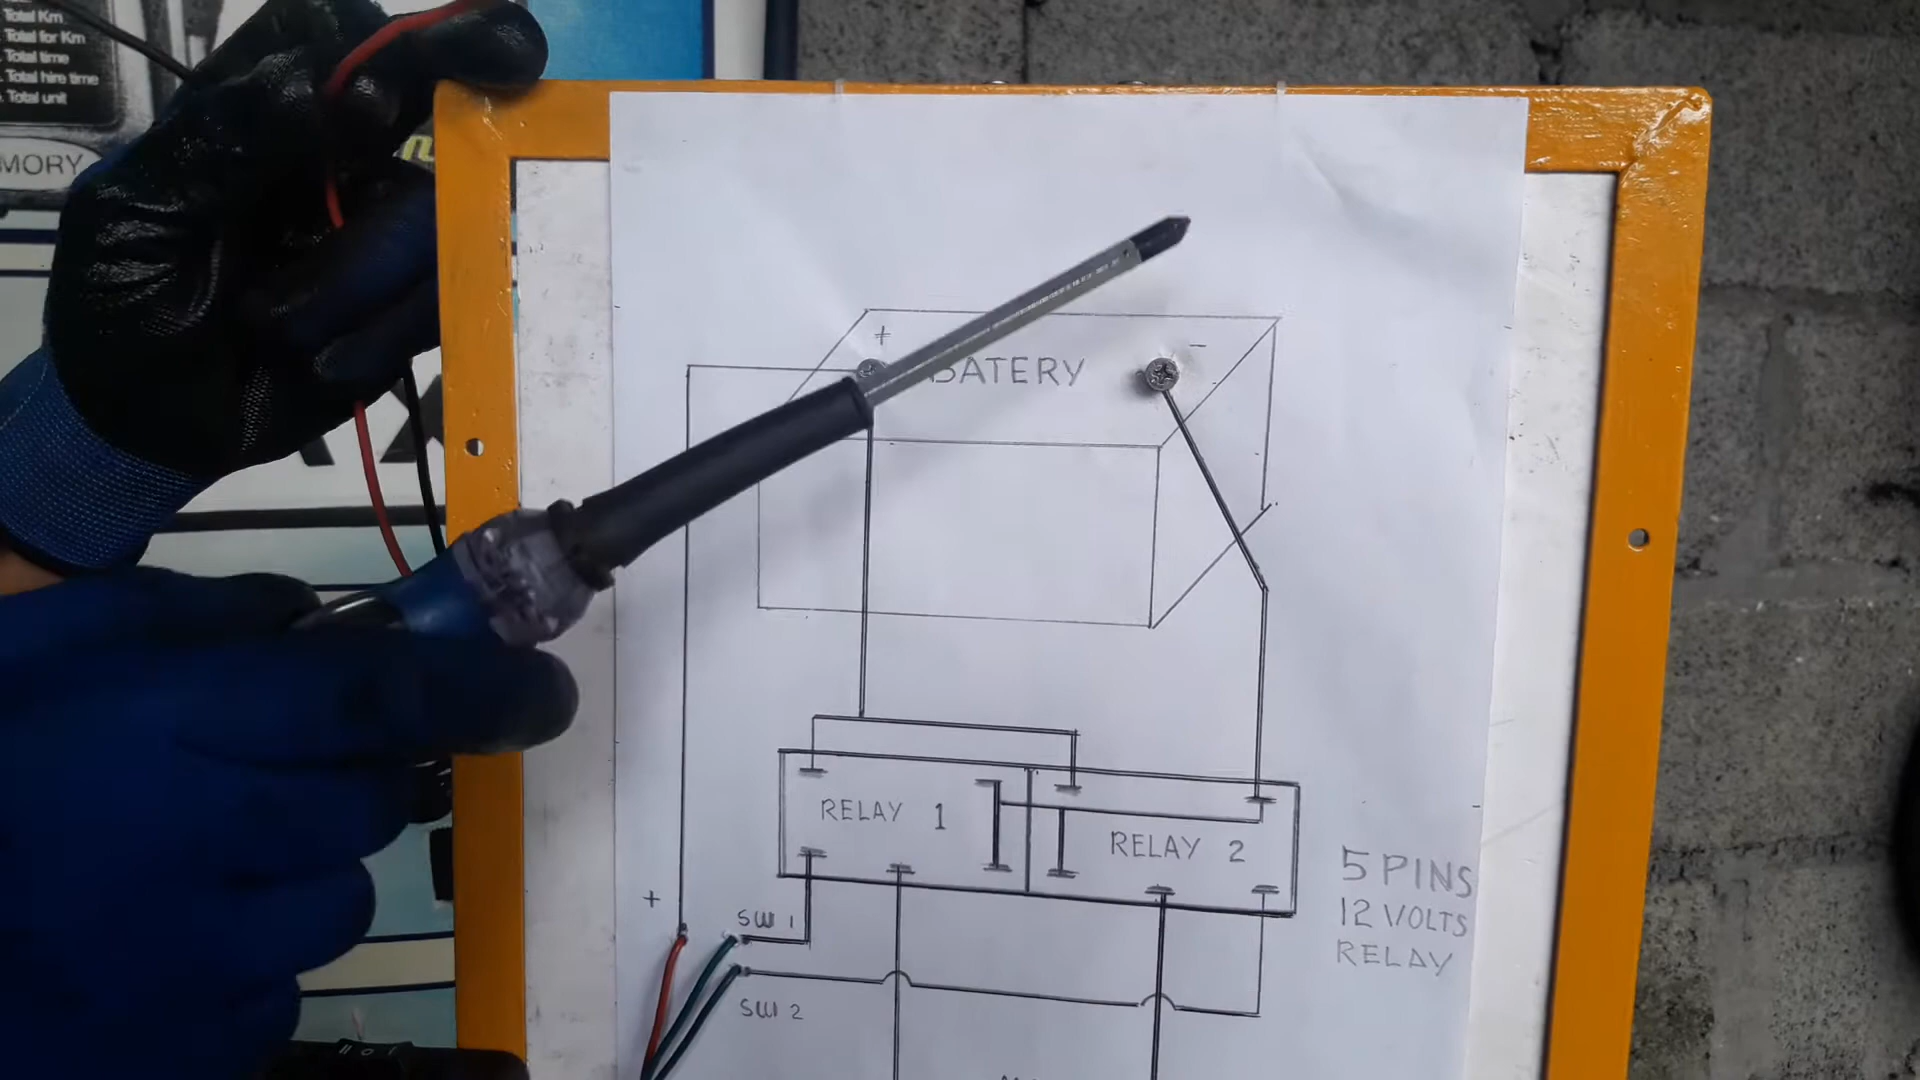 Total Km
Total for Km
Total time
Total hire time
Total unit
MORY
+
-
BATERY
RELAY 1
RELAY 2
5 PINS
12 VOLTS
RELAY
+
SW 1
SW 2